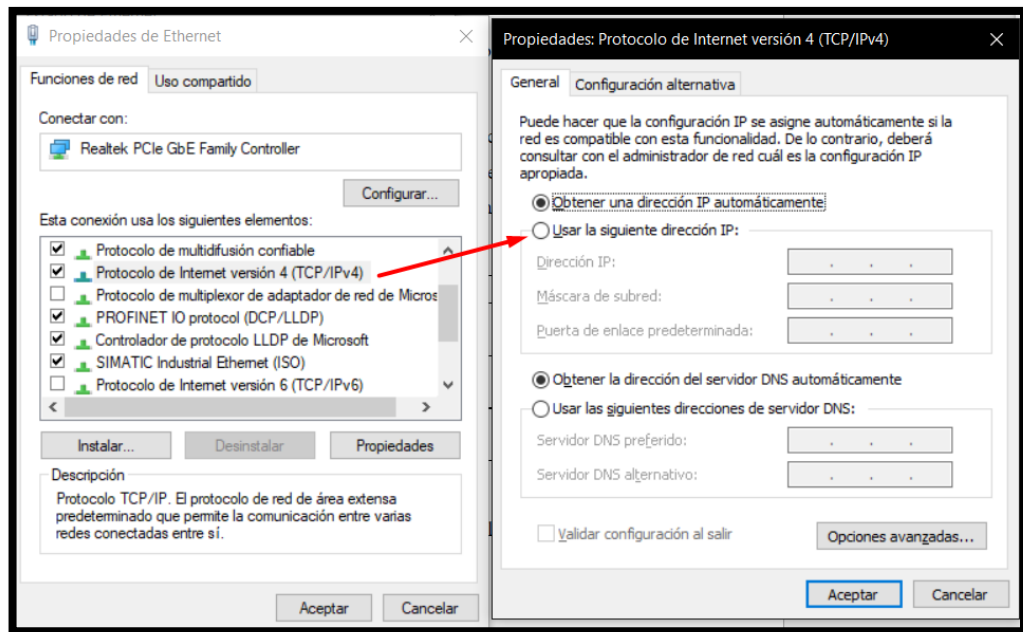 Propiedades de Ethernet
Funciones de red
Uso compartido
Conectar con:
Realtek PCIe GbE Family Controller
Configurar...
Esta conexión usa los siguientes elementos:
Protocolo de multidifusión confiable
Protocolo de Internet versión 4 (TCP/IPv4)
Protocolo de multiplexor de adaptador de red de Micros
PROFINET IO protocol (DCP/LLDP)
Controlador de protocolo LLDP de Microsoft
SIMATIC Industrial Ethernet (ISO)
Protocolo de Internet versión 6 (TCP/IPv6)
Instalar...
Desinstalar
Propiedades
Descripción
Protocolo TCP/IP. El protocolo de red de área extensa
predeterminado que permite la comunicación entre varias
redes conectadas entre sí.
Aceptar
Cancelar
Propiedades: Protocolo de Internet versión 4 (TCP/IPv4)
General
Configuración alternativa
Puede hacer que la configuración IP se asigne automáticamente si la
red es compatible con esta funcionalidad. De lo contrario, deberá
consultar con el administrador de red cuál es la configuración IP
apropiada.
Obtener una dirección IP automáticamente
Usar la siguiente dirección IP:
Dirección IP:
Máscara de subred:
Puerta de enlace predeterminada:
Obtener la dirección del servidor DNS automáticamente
Usar las siguientes direcciones de servidor DNS:
Servidor DNS preferido:
Servidor DNS alternativo:
Validar configuración al salir
Opciones avanzadas...
Aceptar
Cancelar